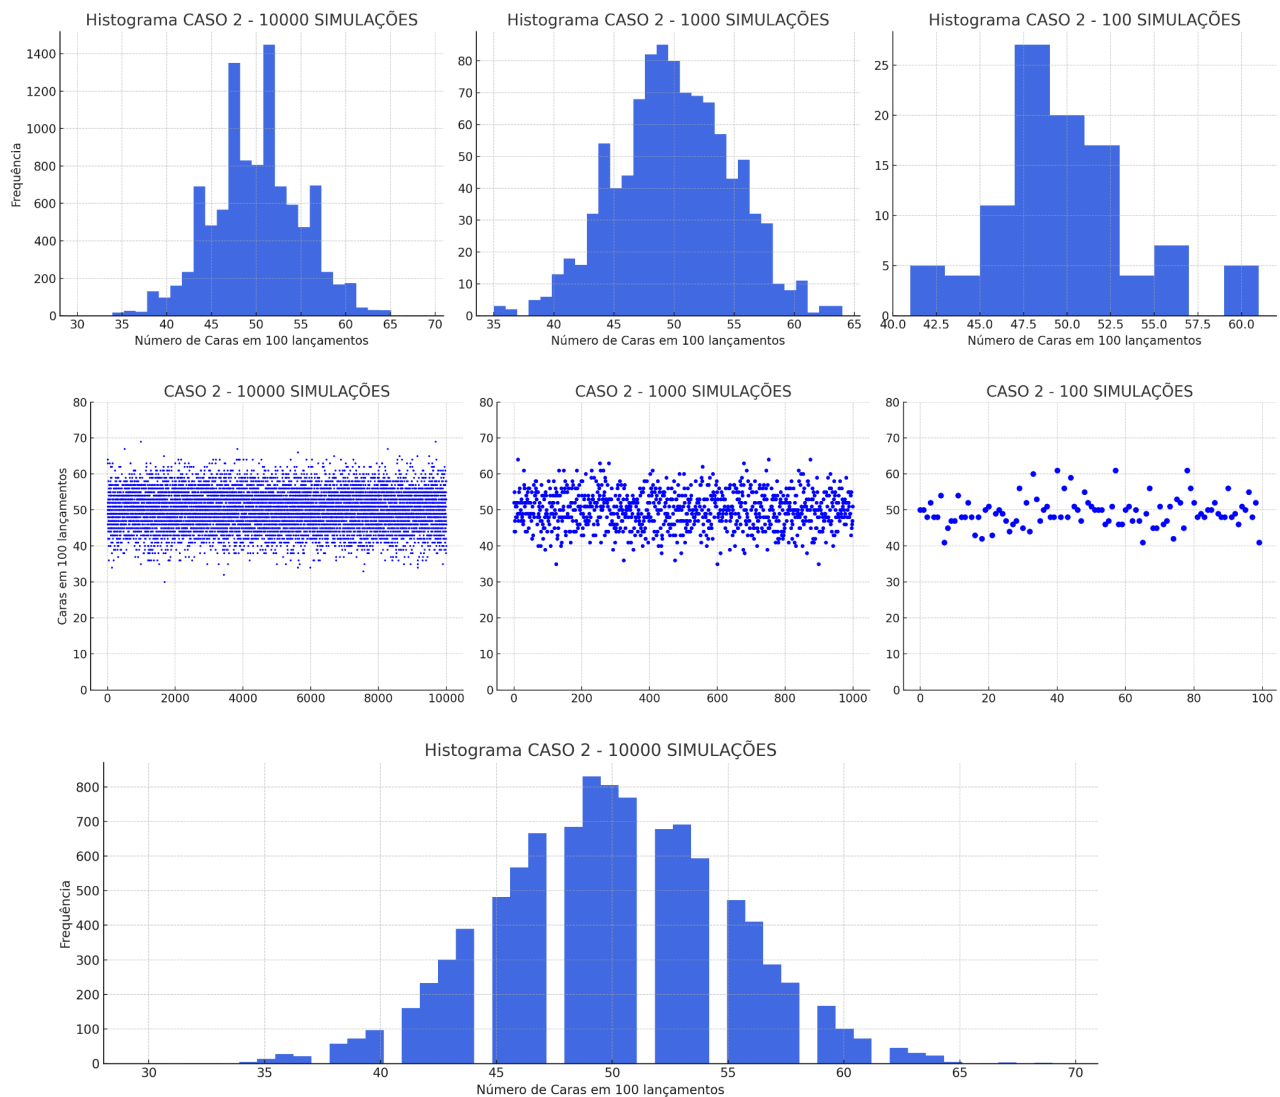 Histograma CASO 2 - 10000 SIMULAÇÕES
Frequência
1400
1200
1000
800
600
400
200
0
30 35 40 45 50 55 60 65 70
Número de Caras em 100 lançamentos
Histograma CASO 2 - 1000 SIMULAÇÕES
80
70
60
50
40
30
20
10
0
35 40 45 50 55 60 65
Número de Caras em 100 lançamentos
Histograma CASO 2 - 100 SIMULAÇÕES
25
20
15
10
5
0
40.0 42.5 45.0 47.5 50.0 52.5 55.0 57.5 60.0
Número de Caras em 100 lançamentos
CASO 2 - 10000 SIMULAÇÕES
Caras em 100 lançamentos
80
70
60
50
40
30
20
10
0
0 2000 4000 6000 8000 10000
CASO 2 - 1000 SIMULAÇÕES
80
70
60
50
40
30
20
10
0
0 200 400 600 800 1000
CASO 2 - 100 SIMULAÇÕES
80
70
60
50
40
30
20
10
0
0 20 40 60 80 100
Histograma CASO 2 - 10000 SIMULAÇÕES
Frequência
800
700
600
500
400
300
200
100
0
30 35 40 45 50 55 60 65 70
Número de Caras em 100 lançamentos